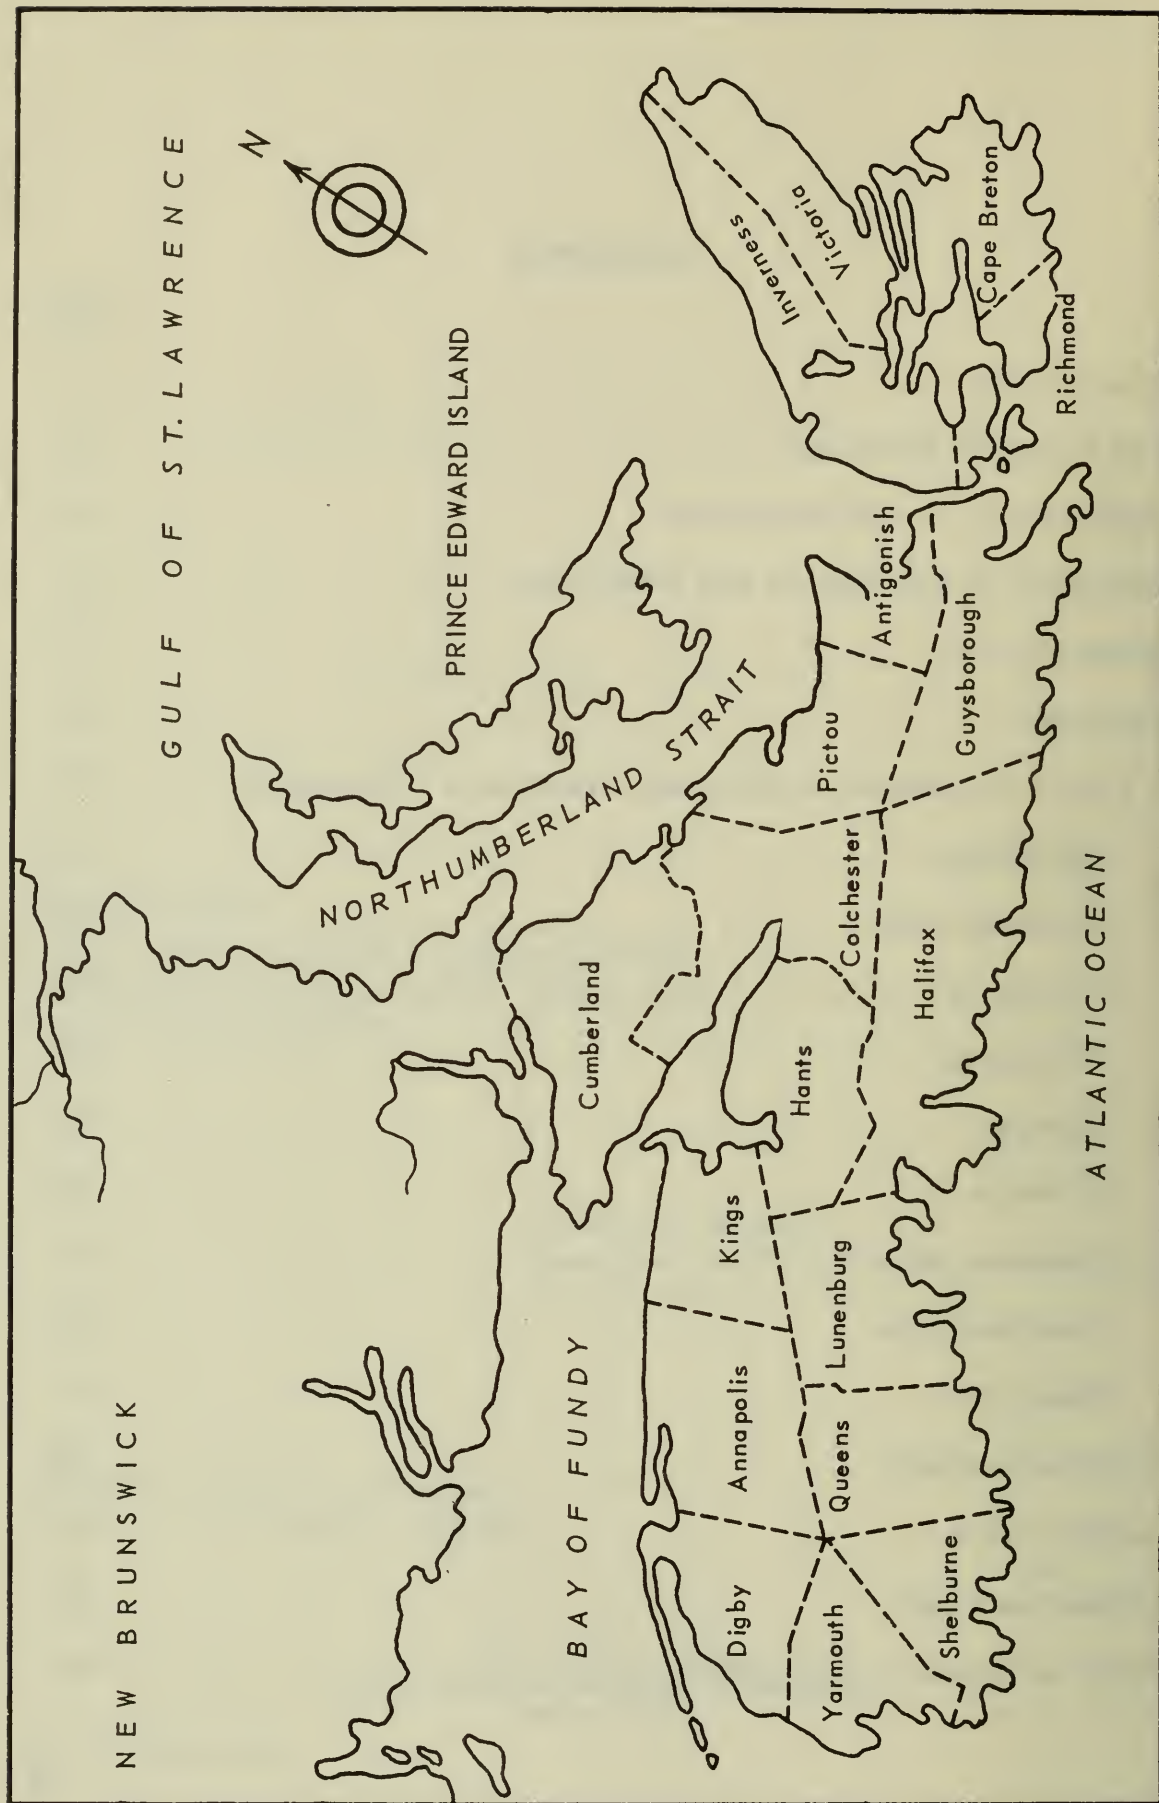 GULF OF ST. LAWRENCE
N
NEW BRUNSWICK
PRINCE EDWARD ISLAND
NORTHUMBERLAND STRAIT
BAY OF FUNDY
Inverness
Victoria
Cape Breton
Richmond
Antigonish
Guysborough
Pictou
Colchester
Cumberland
Halifax
Hants
Kings
Lunenburg
Annapolis
Queens
Digby
Yarmouth
Shelburne
ATLANTIC OCEAN